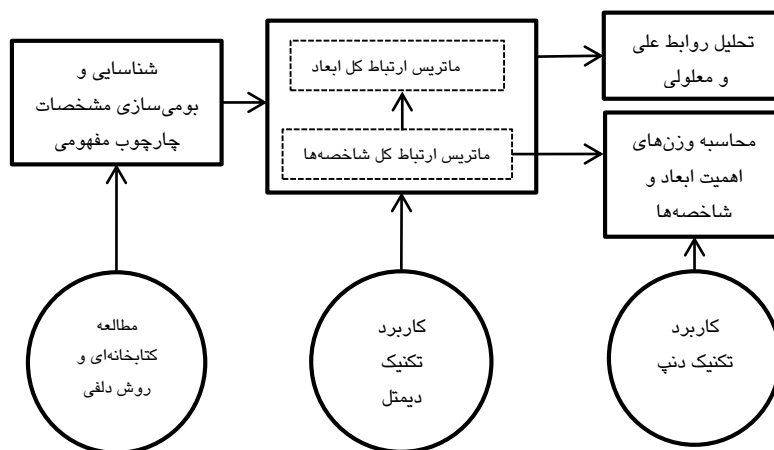 شناسایی و
بومی‌سازی مشخصات
چارچوب مفهومی
ماتریس ارتباط کل ابعاد
ماتریس ارتباط کل شاخصه‌ها
تحلیل روابط علی
و معلولی
محاسبه وزن‌های
اهمیت ابعاد و
شاخصه‌ها
مطالعه
کتابخانه‌ای و
روش دلفی
کاربرد
تکنیک
دیمتل
کاربرد
تکنیک دنپ